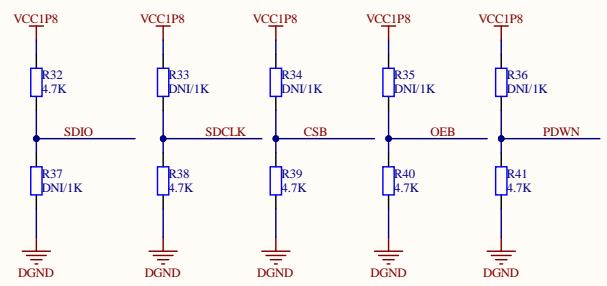 VCC1P8 VCC1P8 VCC1P8 VCC1P8 VCC1P8
R32 R33 R34 R35 R36
4.7K DNI/1K DNI/1K DNI/1K DNI/1K
SDIO SDCLK CSB OEB PDWN
R37 R38 R39 R40 R41
DNI/1K 4.7K 4.7K 4.7K 4.7K
DGND DGND DGND DGND DGND